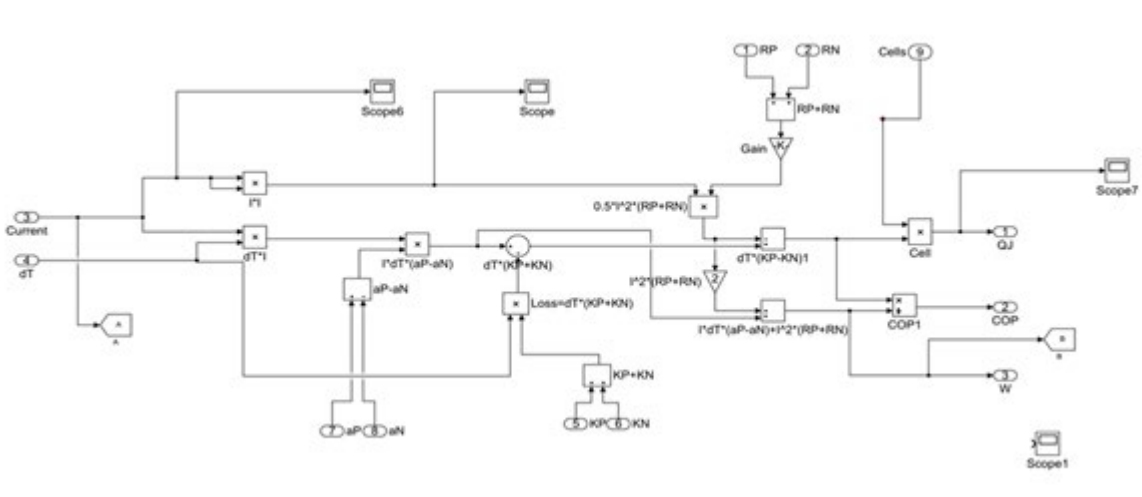 1 RP
2 RN
Cells 9
Scope6
Scope
RP+RN
Gain
-K-
Scope7
I*I
0.5*I^2*(RP+RN)
3
Current
dT*I
I*dT*(aP-aN)
dT*(KP+KN)
dT*(KP-KN)1
Cell
1
QJ
4
dT
aP-aN
Loss=dT*(KP+KN)
I^2*(RP+RN)
2
I*dT*(aP-aN)+I^2*(RP+RN)
COP1
2
COP
A
A
B
B
KP+KN
3
W
7 aP
8 aN
5 KP
6 KN
Scope1